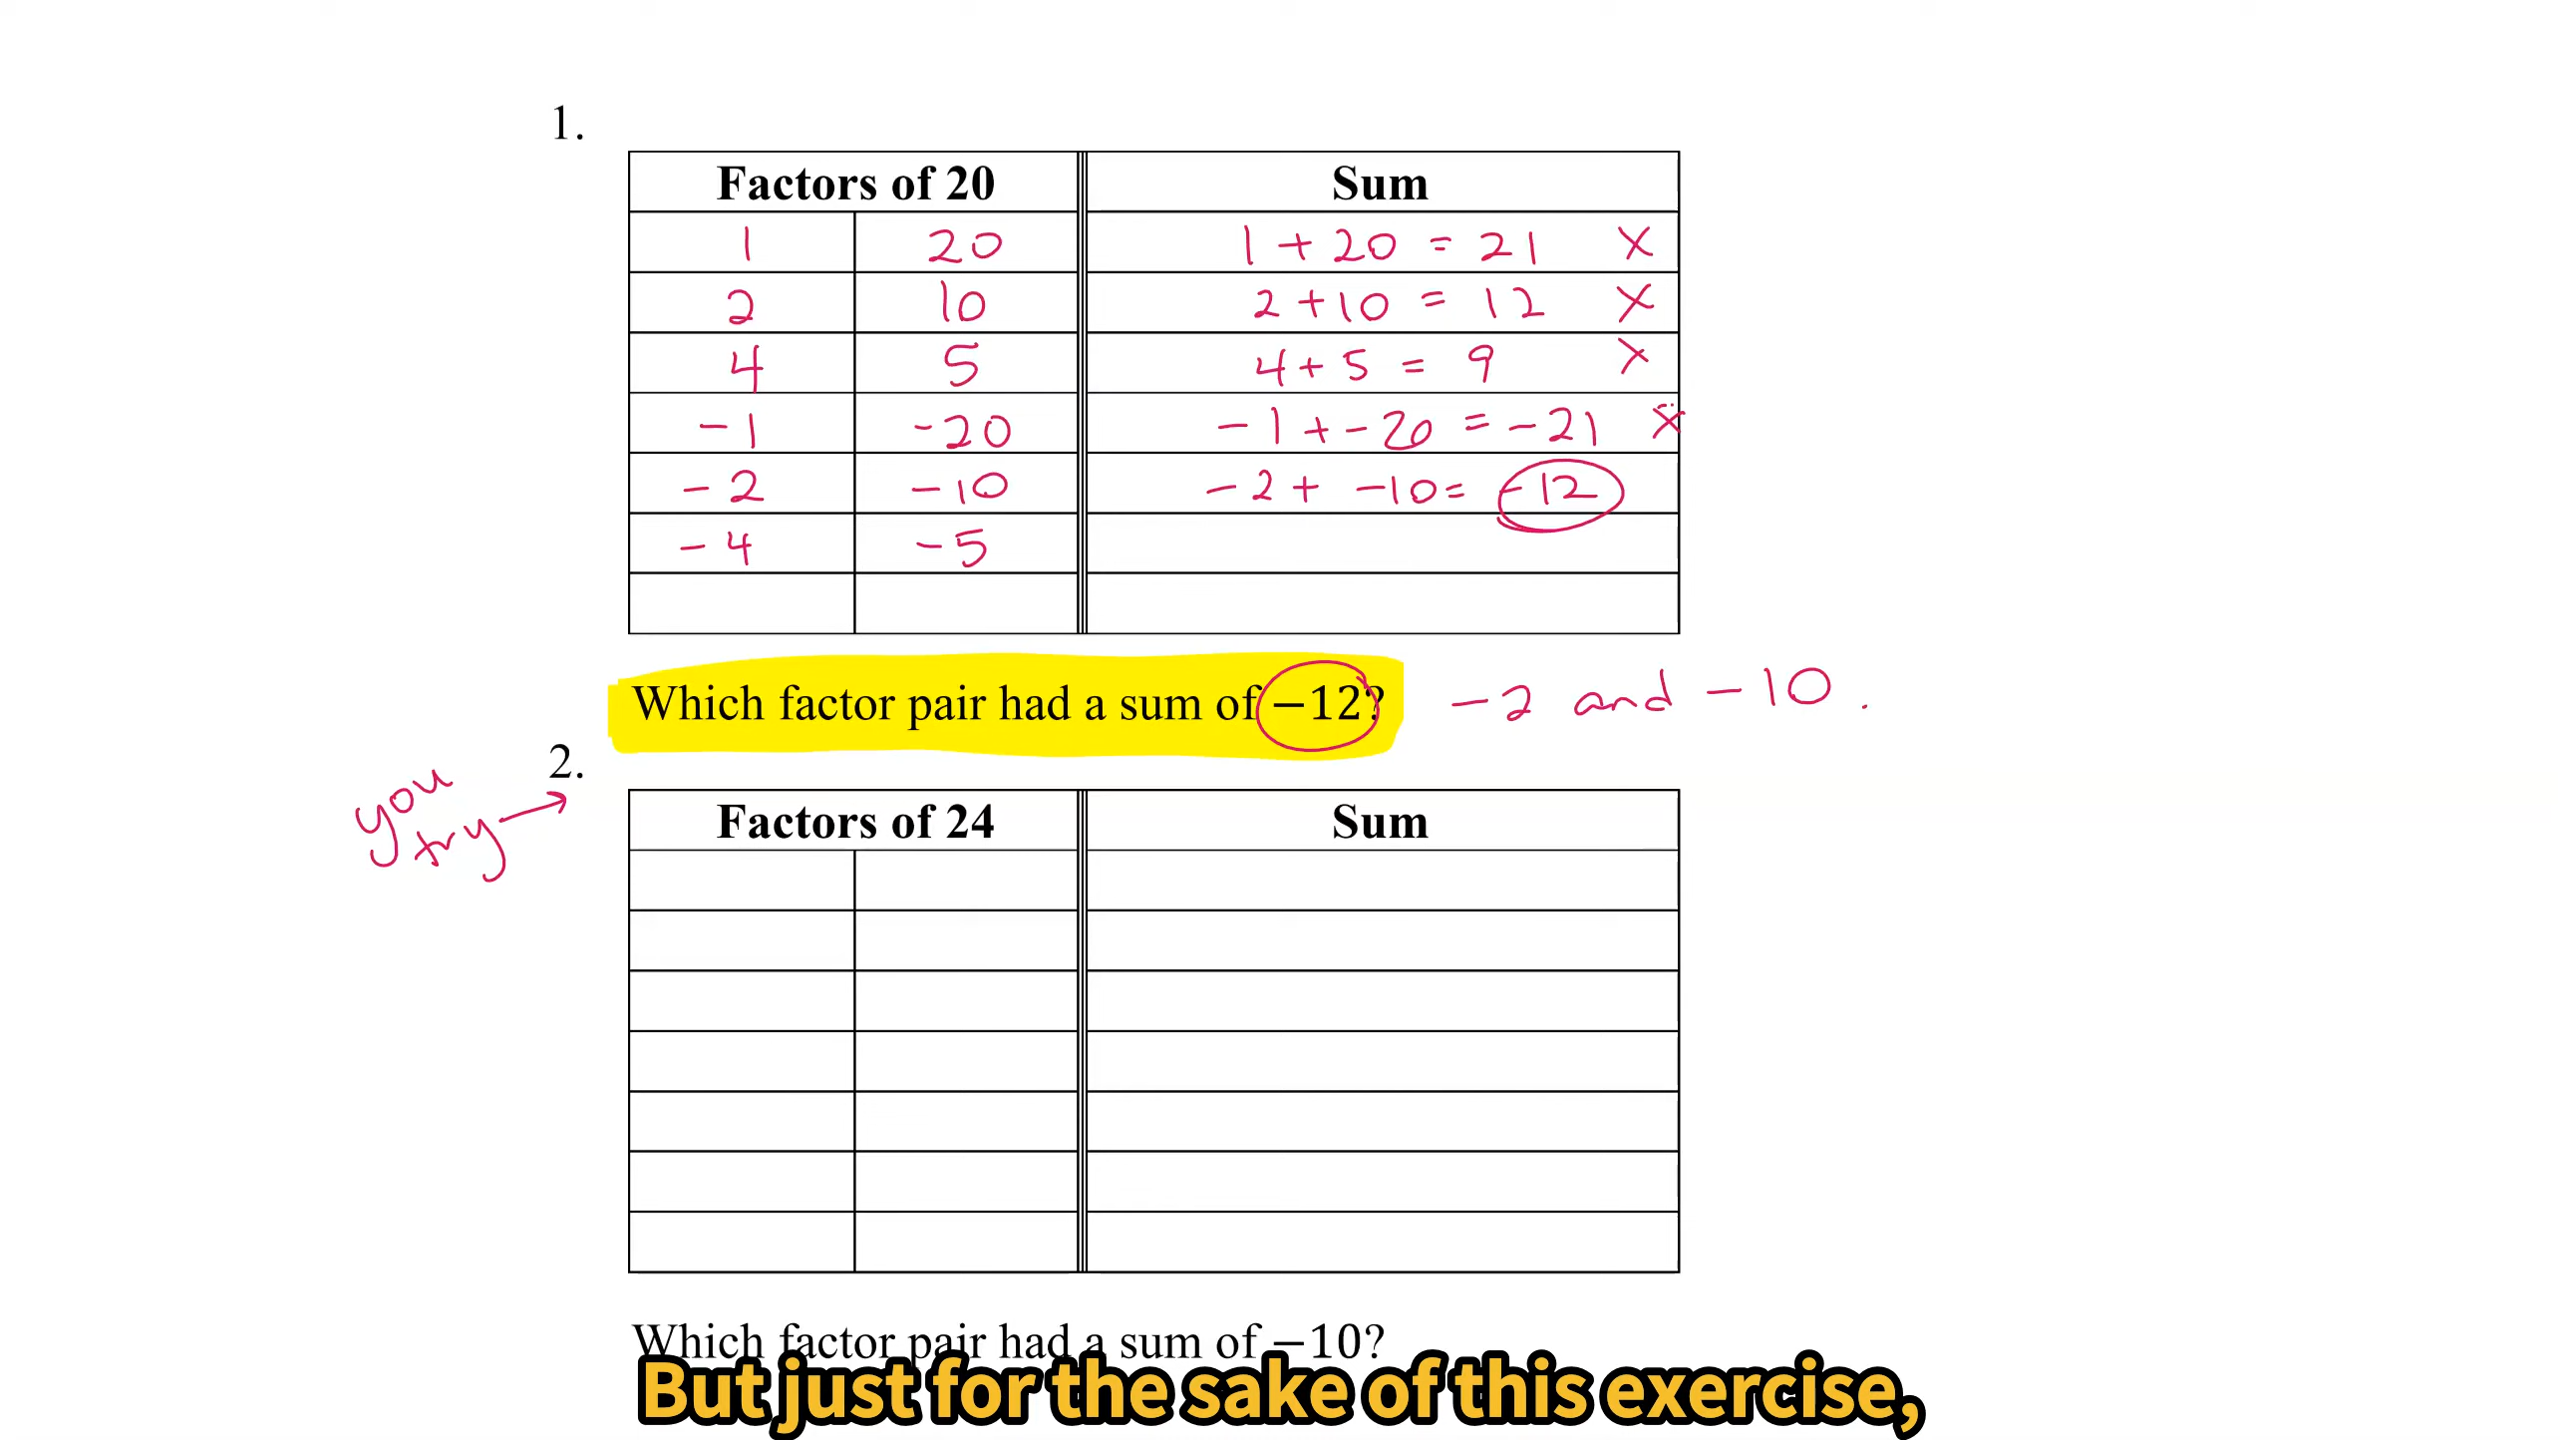 1.
Factors of 20 Sum
1 20 1 + 20 = 21 X
2 10 2 + 10 = 12 X
4 5 4 + 5 = 9 X
-1 -20 -1 + -20 = -21 X
-2 -10 -2 + -10 = -12
-4 -5
Which factor pair had a sum of −12? -2 and -10.
2.
you
try →
Factors of 24 Sum
Which factor pair had a sum of −10?
But just for the sake of this exercise,